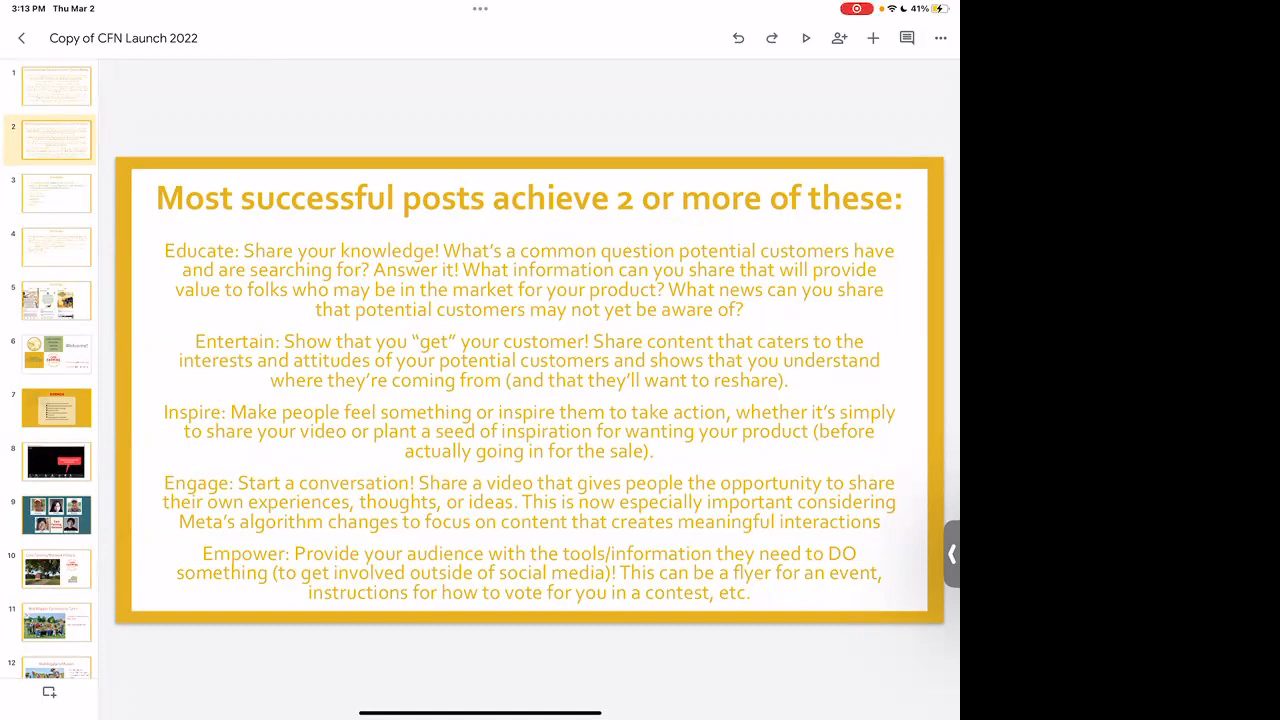 3:13 PM Thu Mar 2
41%
Copy of CFN Launch 2022
1
2
3
4
5
6
7
8
9
10
11
12
Most successful posts achieve 2 or more of these:
Educate: Share your knowledge! What's a common question potential customers have
and are searching for? Answer it! What information can you share that will provide
value to folks who may be in the market for your product? What news can you share
that potential customers may not yet be aware of?
Entertain: Show that you “get” your customer! Share content that caters to the
interests and attitudes of your potential customers and shows that you understand
where they’re coming from (and that they’ll want to reshare).
Inspire: Make people feel something or inspire them to take action, whether it’s simply
to share your video or plant a seed of inspiration for wanting your product (before
actually going in for the sale).
Engage: Start a conversation! Share a video that gives people the opportunity to share
their own experiences, thoughts, or ideas. This is now especially important considering
Meta’s algorithm changes to focus on content that creates meaningful interactions
Empower: Provide your audience with the tools/information they need to DO
something (to get involved outside of social media)! This can be a flyer for an event,
instructions for how to vote for you in a contest, etc.